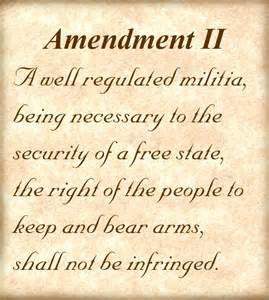 Amendment II
A well regulated militia,
being necessary to the
security of a free state,
the right of the people to
keep and bear arms,
shall not be infringed.